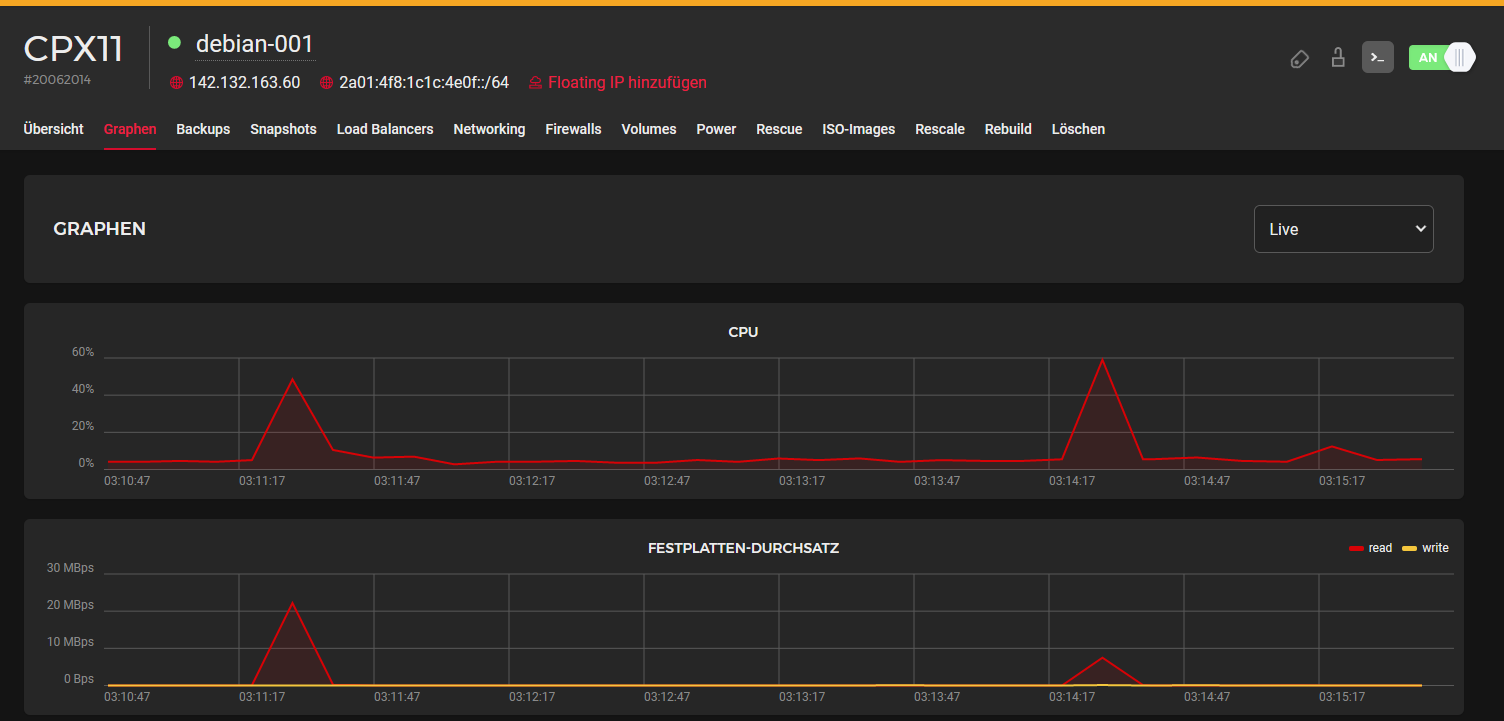 CPX11
#20062014
debian-001
142.132.163.60 2a01:4f8:1c1c:4e0f::/64 Floating IP hinzufügen
>_
AN
Übersicht Graphen Backups Snapshots Load Balancers Networking Firewalls Volumes Power Rescue ISO-Images Rescale Rebuild Löschen
GRAPHEN
Live
CPU
60%
40%
20%
0%
03:10:47 03:11:17 03:11:47 03:12:17 03:12:47 03:13:17 03:13:47 03:14:17 03:14:47 03:15:17
FESTPLATTEN-DURCHSATZ
read write
30 MBps
20 MBps
10 MBps
0 Bps
03:10:47 03:11:17 03:11:47 03:12:17 03:12:47 03:13:17 03:13:47 03:14:17 03:14:47 03:15:17